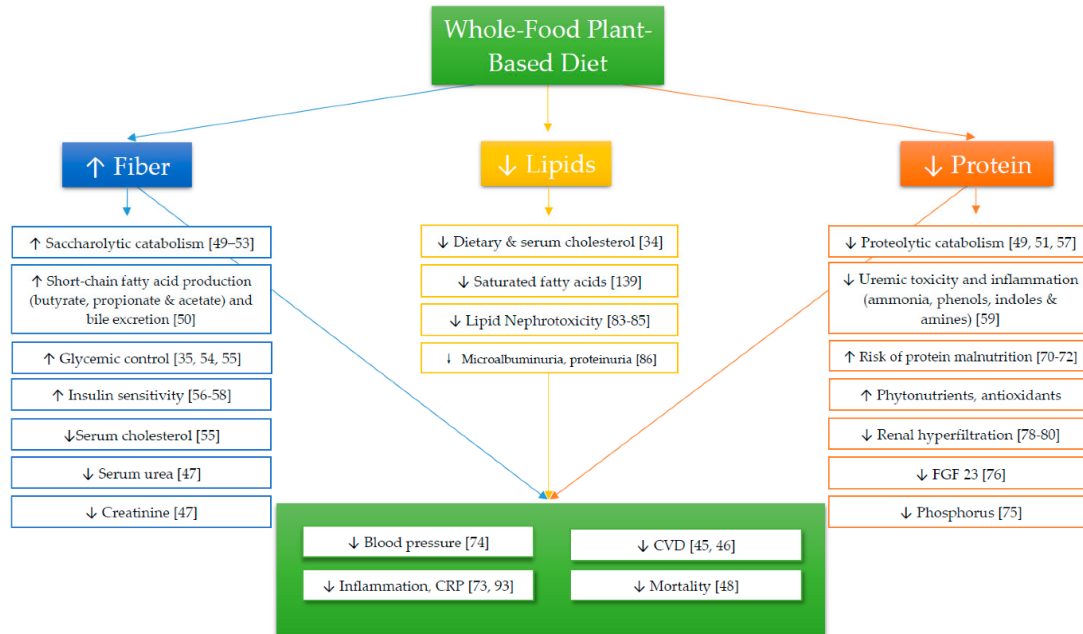 Whole-Food Plant-
Based Diet
↑ Fiber
↑ Saccharolytic catabolism [49–53]
↑ Short-chain fatty acid production
(butyrate, propionate & acetate) and
bile excretion [50]
↑ Glycemic control [35, 54, 55]
↑ Insulin sensitivity [56-58]
↓Serum cholesterol [55]
↓ Serum urea [47]
↓ Creatinine [47]
↓ Lipids
↓ Dietary & serum cholesterol [34]
↓ Saturated fatty acids [139]
↓ Lipid Nephrotoxicity [83-85]
↓ Microalbuminuria, proteinuria [86]
↓ Protein
↓ Proteolytic catabolism [49, 51, 57]
↓ Uremic toxicity and inflammation
(ammonia, phenols, indoles &
amines) [59]
↑ Risk of protein malnutrition [70-72]
↑ Phytonutrients, antioxidants
↓ Renal hyperfiltration [78-80]
↓ FGF 23 [76]
↓ Phosphorus [75]
↓ Blood pressure [74]
↓ CVD [45, 46]
↓ Inflammation, CRP [73, 93]
↓ Mortality [48]